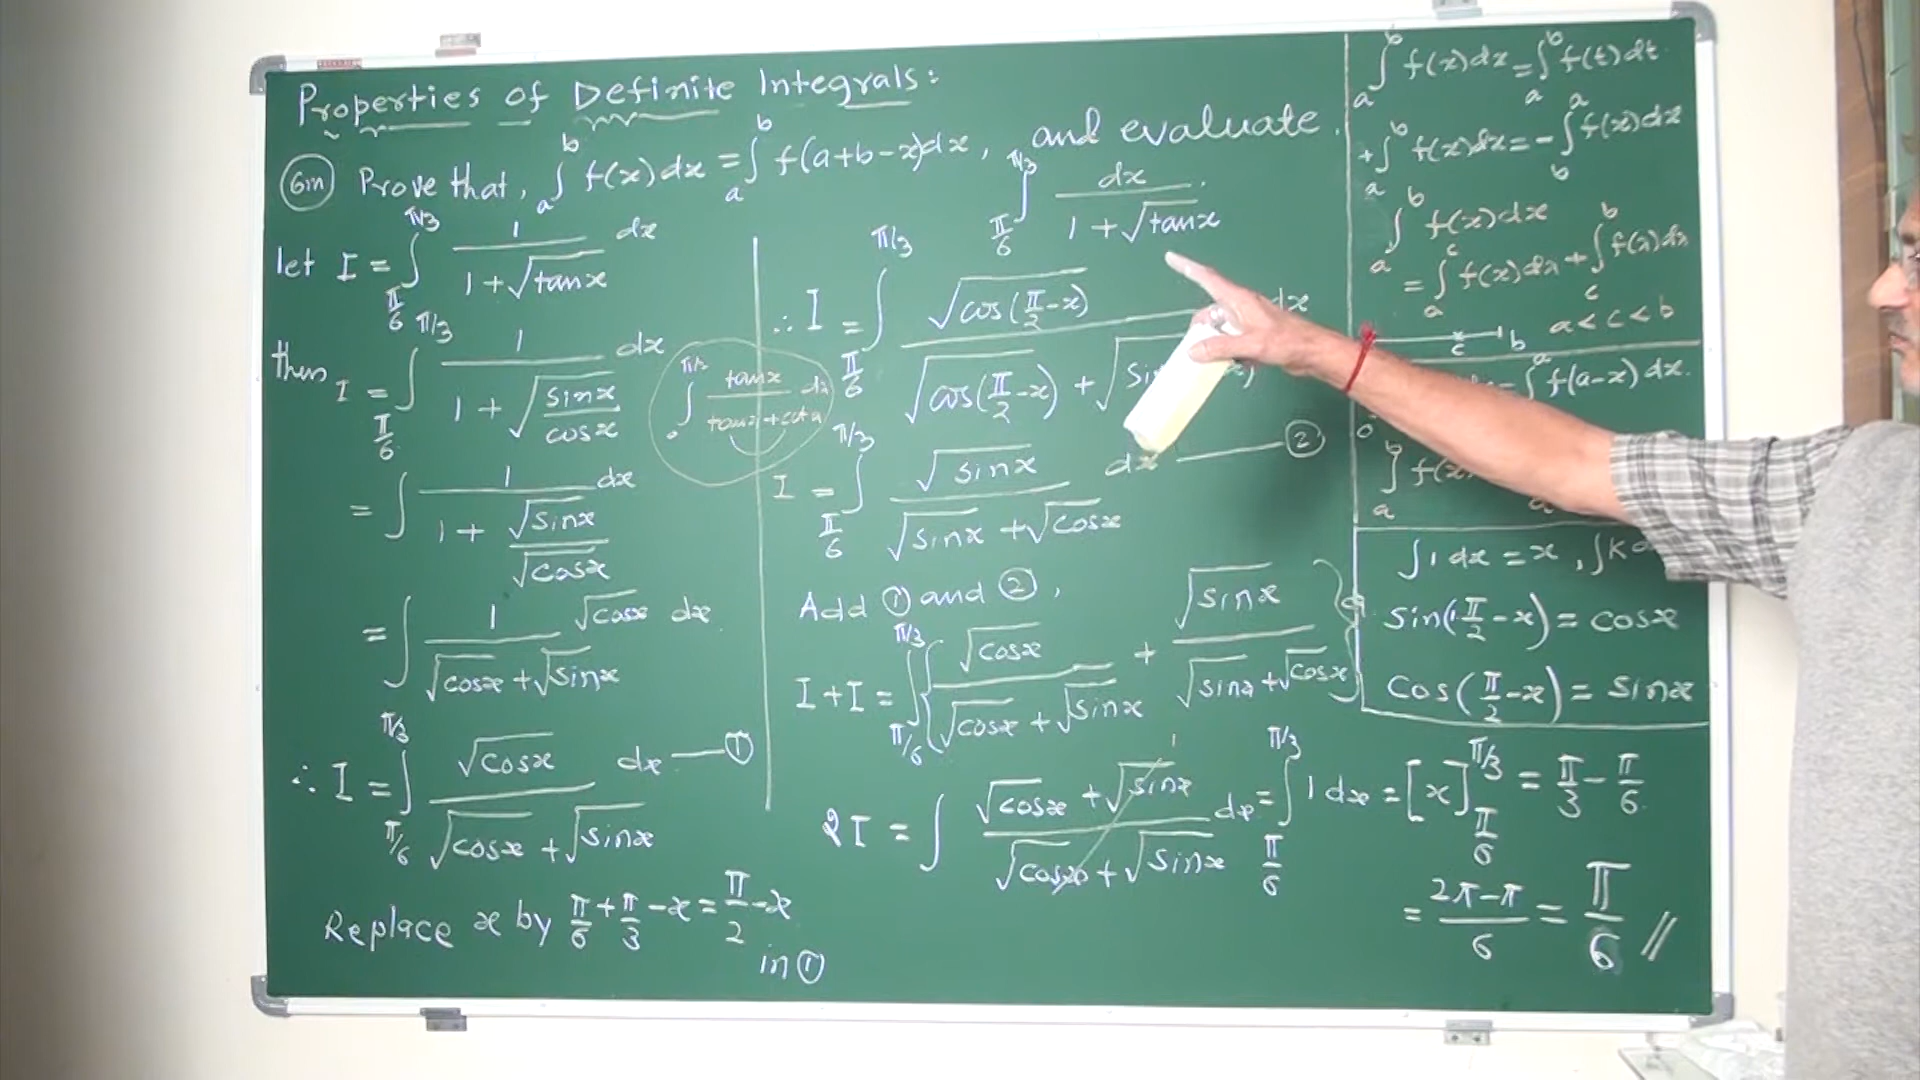 Properties of Definite Integrals:
(6m) Prove that, ∫_a^b f(x)dx = ∫_a^b f(a+b-x)dx, and evaluate.
∫_{π/6}^{π/3} dx/(1+√tanx).
let I = ∫_{π/6}^{π/3} 1/(1+√tanx) dx
then I = ∫_{π/6}^{π/3} 1/(1+√(sinx/cosx)) dx
= ∫ 1/(1+√sinx/√cosx) dx
= ∫ 1 √cosx/(√cosx+√sinx) dx
∴ I = ∫_{π/6}^{π/3} √cosx/(√cosx+√sinx) dx — ①
Replace x by π/6+π/3-x = π/2-x
in ①
∫_0 tanx/(tanx+cotx) dx
∴ I = ∫_{π/6}^{π/3} √cos(π/2-x) / √cos(π/2-x) + dx
I = ∫_{π/6}^{π/3} √sinx/(√sinx+√cosx) dx — ②
Add ① and ②,
I+I = ∫_{π/6}^{π/3} { √cosx/(√cosx+√sinx) + √sinx/(√sinx+√cosx) }
2I = ∫ (√cosx+√sinx)/(√cosx+√sinx) dx = ∫_{π/6}^{π/3} 1 dx = [x]_{π/6}^{π/3} = π/3 - π/6
= (2π-π)/6 = π/6 //
∫_a^b f(x)dx = ∫_a^b f(t)dt
+∫_a^b f(x)dx = -∫_b^a f(x)dx
∫_a^b f(x)dx
= ∫_a^c f(x)dx + ∫_c^b f(x)dx
a<c<b
c b
f(a-x)dx.
∫_a^b f(x
∫1dx = x, ∫K
sin(π/2-x) = cosx
cos(π/2-x) = sinx